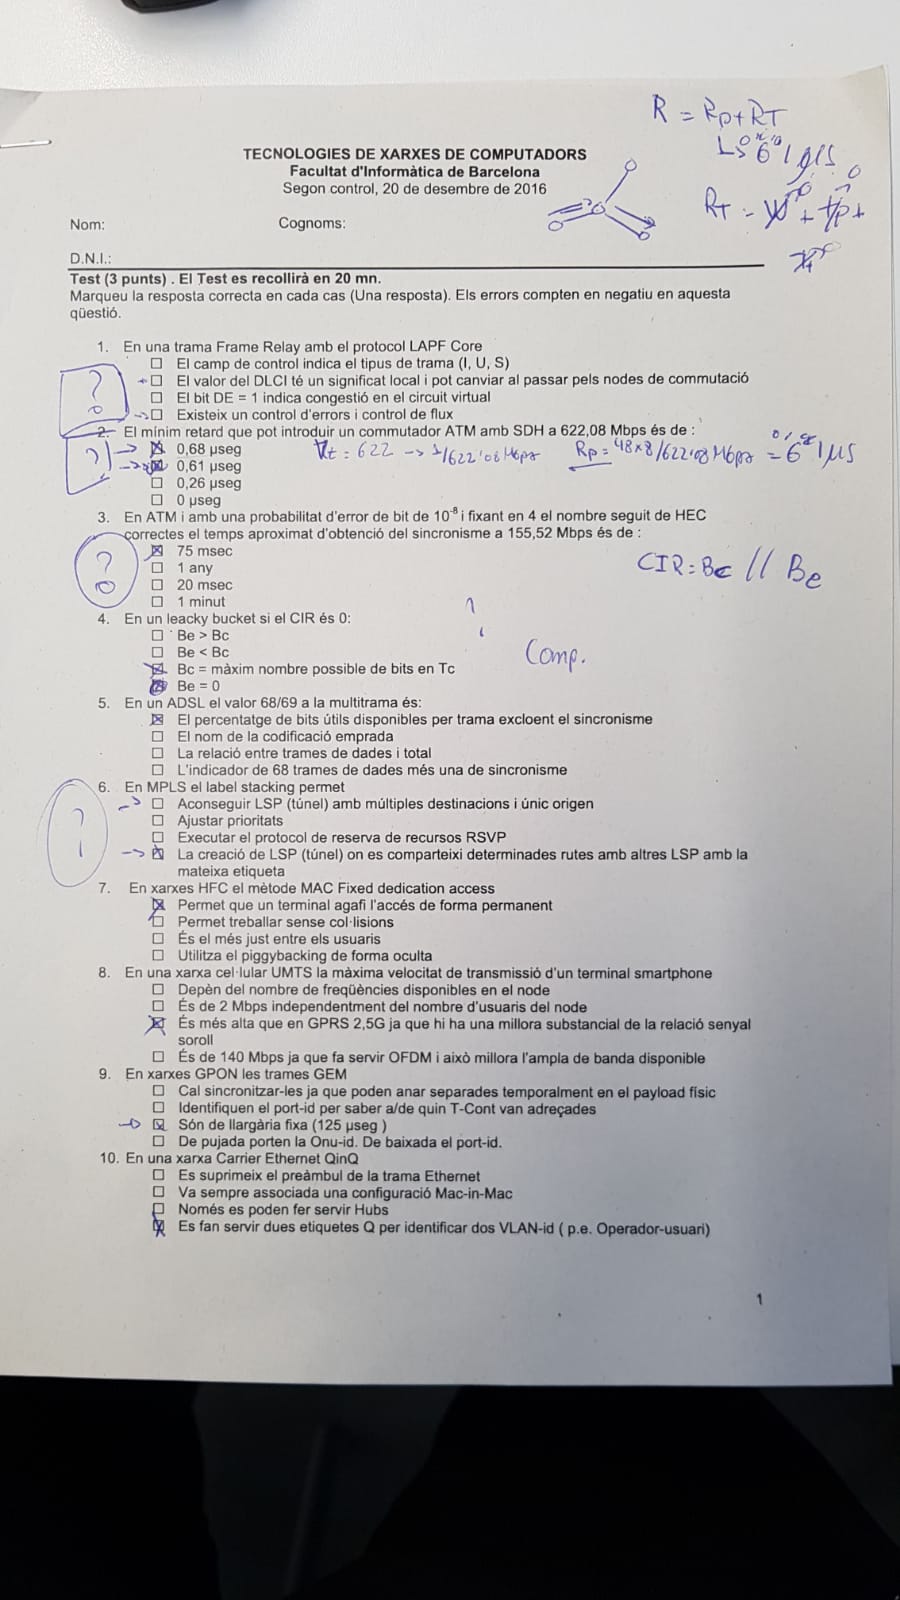 R = Rp+RT
TECNOLOGIES DE XARXES DE COMPUTADORS
Facultat d'Informàtica de Barcelona
Segon control, 20 de desembre de 2016
Nom: Cognoms:
D.N.I.:
Test (3 punts) . El Test es recollirà en 20 mn.
Marqueu la resposta correcta en cada cas (Una resposta). Els errors compten en negatiu en aquesta
qüestió.
1. En una trama Frame Relay amb el protocol LAPF Core
El camp de control indica el tipus de trama (I, U, S)
El valor del DLCI té un significat local i pot canviar al passar pels nodes de commutació
El bit DE = 1 indica congestió en el circuit virtual
Existeix un control d'errors i control de flux
2. El mínim retard que pot introduir un commutador ATM amb SDH a 622,08 Mbps és de :
0,68 µseg
0,61 µseg
0,26 µseg
0 µseg
Vt = 622 -> 1/622'08 Mbps Rp = 48x8/622'08 Mbps
3. En ATM i amb una probabilitat d'error de bit de 10⁻⁸ i fixant en 4 el nombre seguit de HEC
correctes el temps aproximat d'obtenció del sincronisme a 155,52 Mbps és de :
75 msec
1 any
20 msec
1 minut
CIR = Bc // Be
4. En un leacky bucket si el CIR és 0:
Be > Bc
Be < Bc
Bc = màxim nombre possible de bits en Tc
Be = 0
Comp.
5. En un ADSL el valor 68/69 a la multitrama és:
El percentatge de bits útils disponibles per trama excloent el sincronisme
El nom de la codificació emprada
La relació entre trames de dades i total
L'indicador de 68 trames de dades més una de sincronisme
6. En MPLS el label stacking permet
Aconseguir LSP (túnel) amb múltiples destinacions i únic origen
Ajustar prioritats
Executar el protocol de reserva de recursos RSVP
La creació de LSP (túnel) on es comparteixi determinades rutes amb altres LSP amb la
mateixa etiqueta
7. En xarxes HFC el mètode MAC Fixed dedication access
Permet que un terminal agafi l'accés de forma permanent
Permet treballar sense col·lisions
És el més just entre els usuaris
Utilitza el piggybacking de forma oculta
8. En una xarxa cel·lular UMTS la màxima velocitat de transmissió d'un terminal smartphone
Depèn del nombre de freqüències disponibles en el node
És de 2 Mbps independentment del nombre d'usuaris del node
És més alta que en GPRS 2,5G ja que hi ha una millora substancial de la relació senyal
soroll
És de 140 Mbps ja que fa servir OFDM i això millora l'ampla de banda disponible
9. En xarxes GPON les trames GEM
Cal sincronitzar-les ja que poden anar separades temporalment en el payload físic
Identifiquen el port-id per saber a/de quin T-Cont van adreçades
Són de llargària fixa (125 µseg )
De pujada porten la Onu-id. De baixada el port-id.
10. En una xarxa Carrier Ethernet QinQ
Es suprimeix el preàmbul de la trama Ethernet
Va sempre associada una configuració Mac-in-Mac
Només es poden fer servir Hubs
Es fan servir dues etiquetes Q per identificar dos VLAN-id ( p.e. Operador-usuari)
1